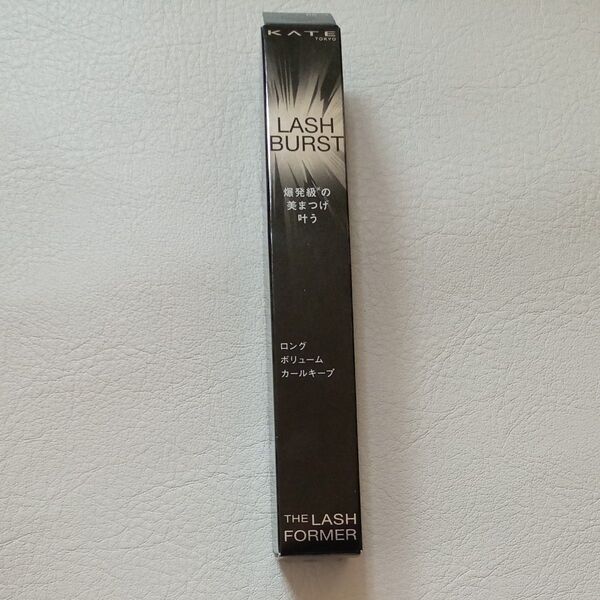 KATE
TOKYO
LASH
BURST
爆発級※の
美まつげ
叶う
ロング
ボリューム
カールキープ
THE LASH
FORMER